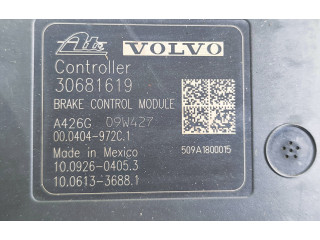 Ate VOLVO
Controller
30681619
BRAKE CONTROL MODULE
A426G 09W427
00.0404-972C.1
Made in Mexico 509A1800015
10.0926-0405.3
10.0613-3688.1